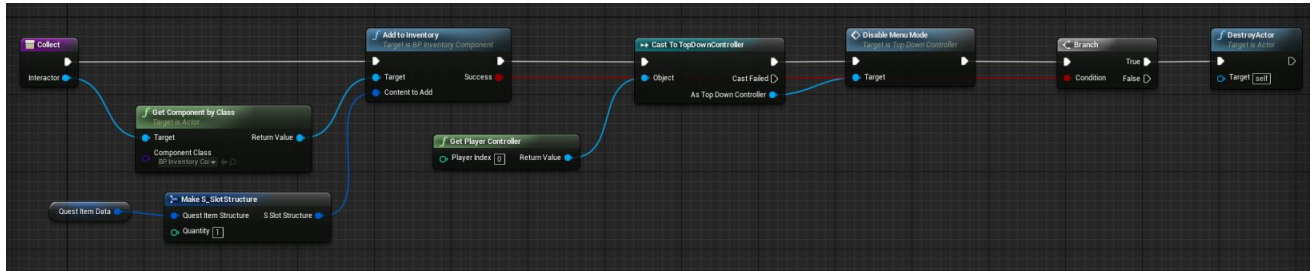 Collect
Interactor
Get Component by Class
Target is Actor
Target
Return Value
Component Class
BP Inventory Co
Quest Item Data
Make S_SlotStructure
Quest Item Structure
S Slot Structure
Quantity
1
Add to Inventory
Target is BP Inventory Component
Target
Success
Content to Add
Get Player Controller
Player Index
0
Return Value
Cast To TopDownController
Object
Cast Failed
As Top Down Controller
Disable Menu Mode
Target is Top Down Controller
Target
Branch
True
Condition
False
DestroyActor
Target is Actor
Target
self